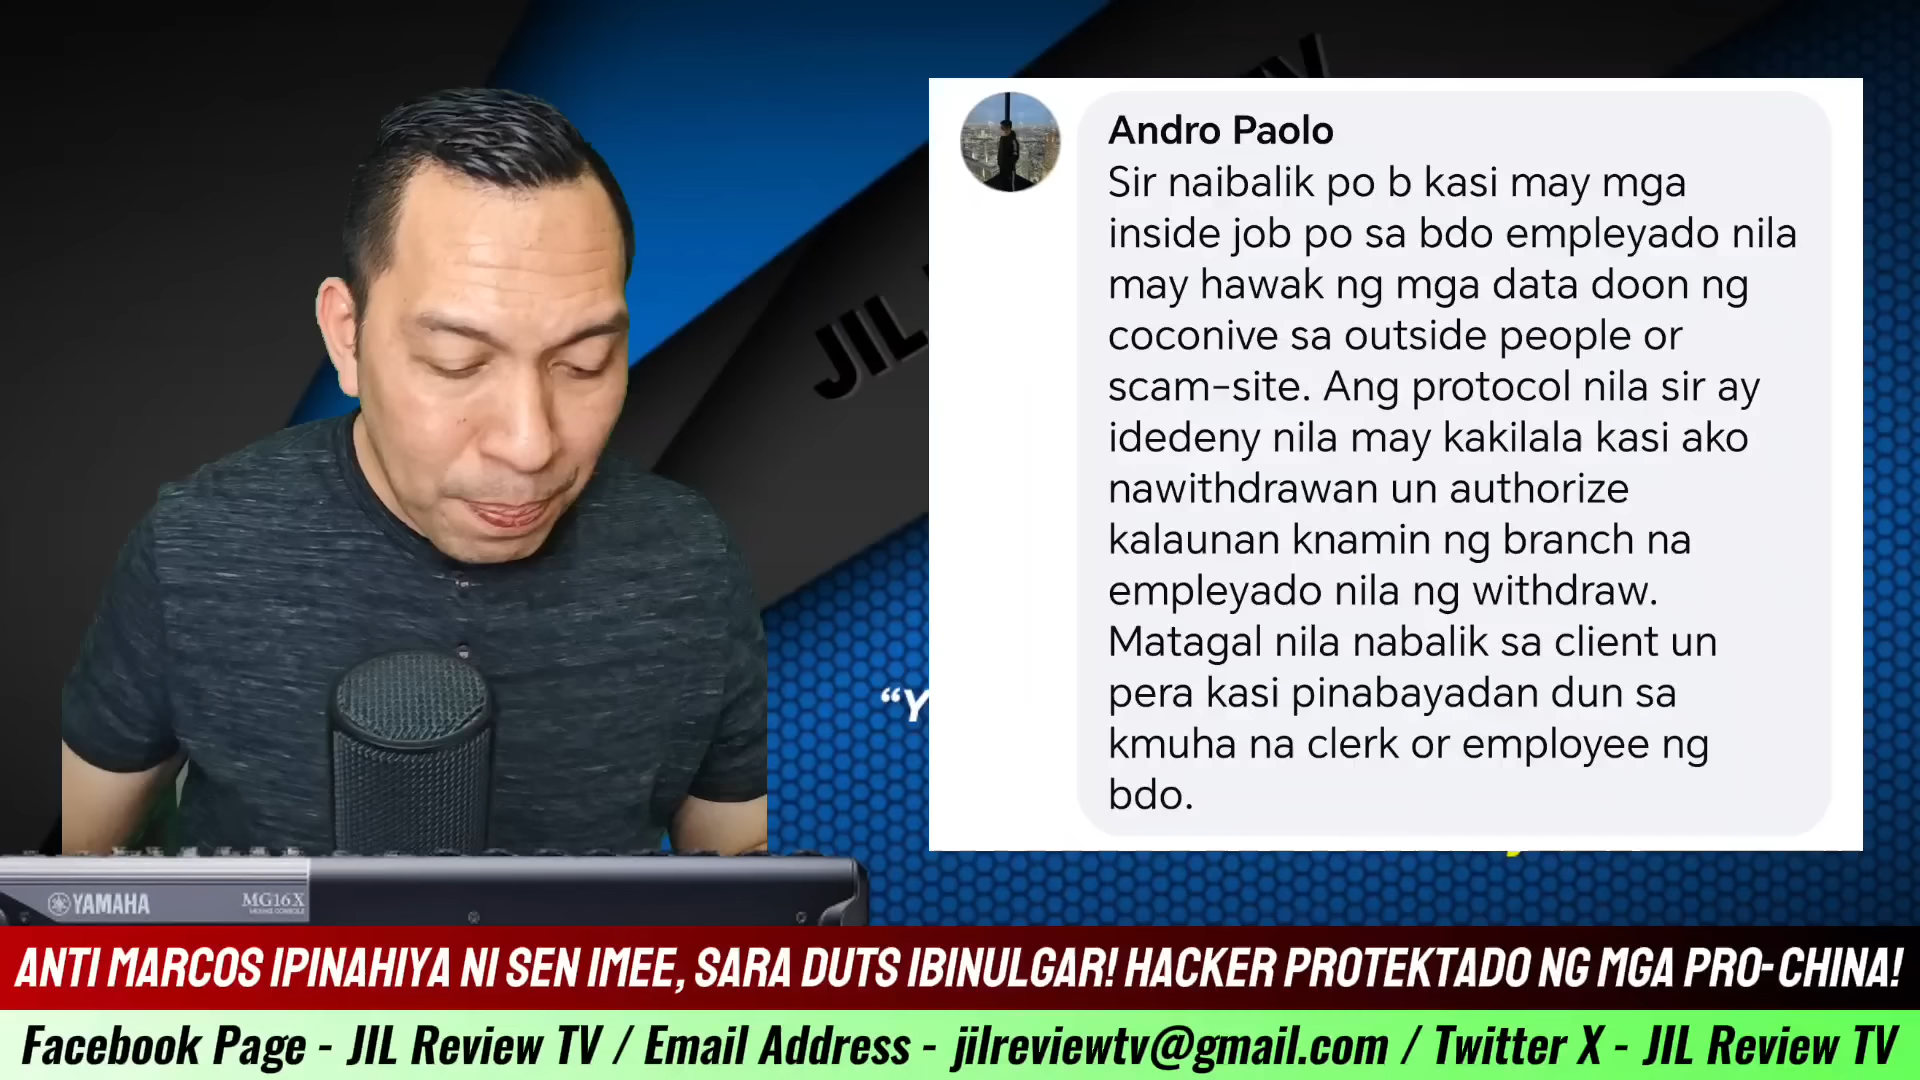 TV
JIL
Andro Paolo
Sir naibalik po b kasi may mga
inside job po sa bdo empleyado nila
may hawak ng mga data doon ng
coconive sa outside people or
scam-site. Ang protocol nila sir ay
idedeny nila may kakilala kasi ako
nawithdrawan un authorize
kalaunan knamin ng branch na
empleyado nila ng withdraw.
Matagal nila nabalik sa client un
pera kasi pinabayadan dun sa
kmuha na clerk or employee ng
bdo.
“Y
YAMAHA
MG16X
MIXING CONSOLE
ANTI MARCOS IPINAHIYA NI SEN IMEE, SARA DUTS IBINULGAR! HACKER PROTEKTADO NG MGA PRO-CHINA!
Facebook Page - JIL Review TV / Email Address - jilreviewtv@gmail.com / Twitter X - JIL Review TV